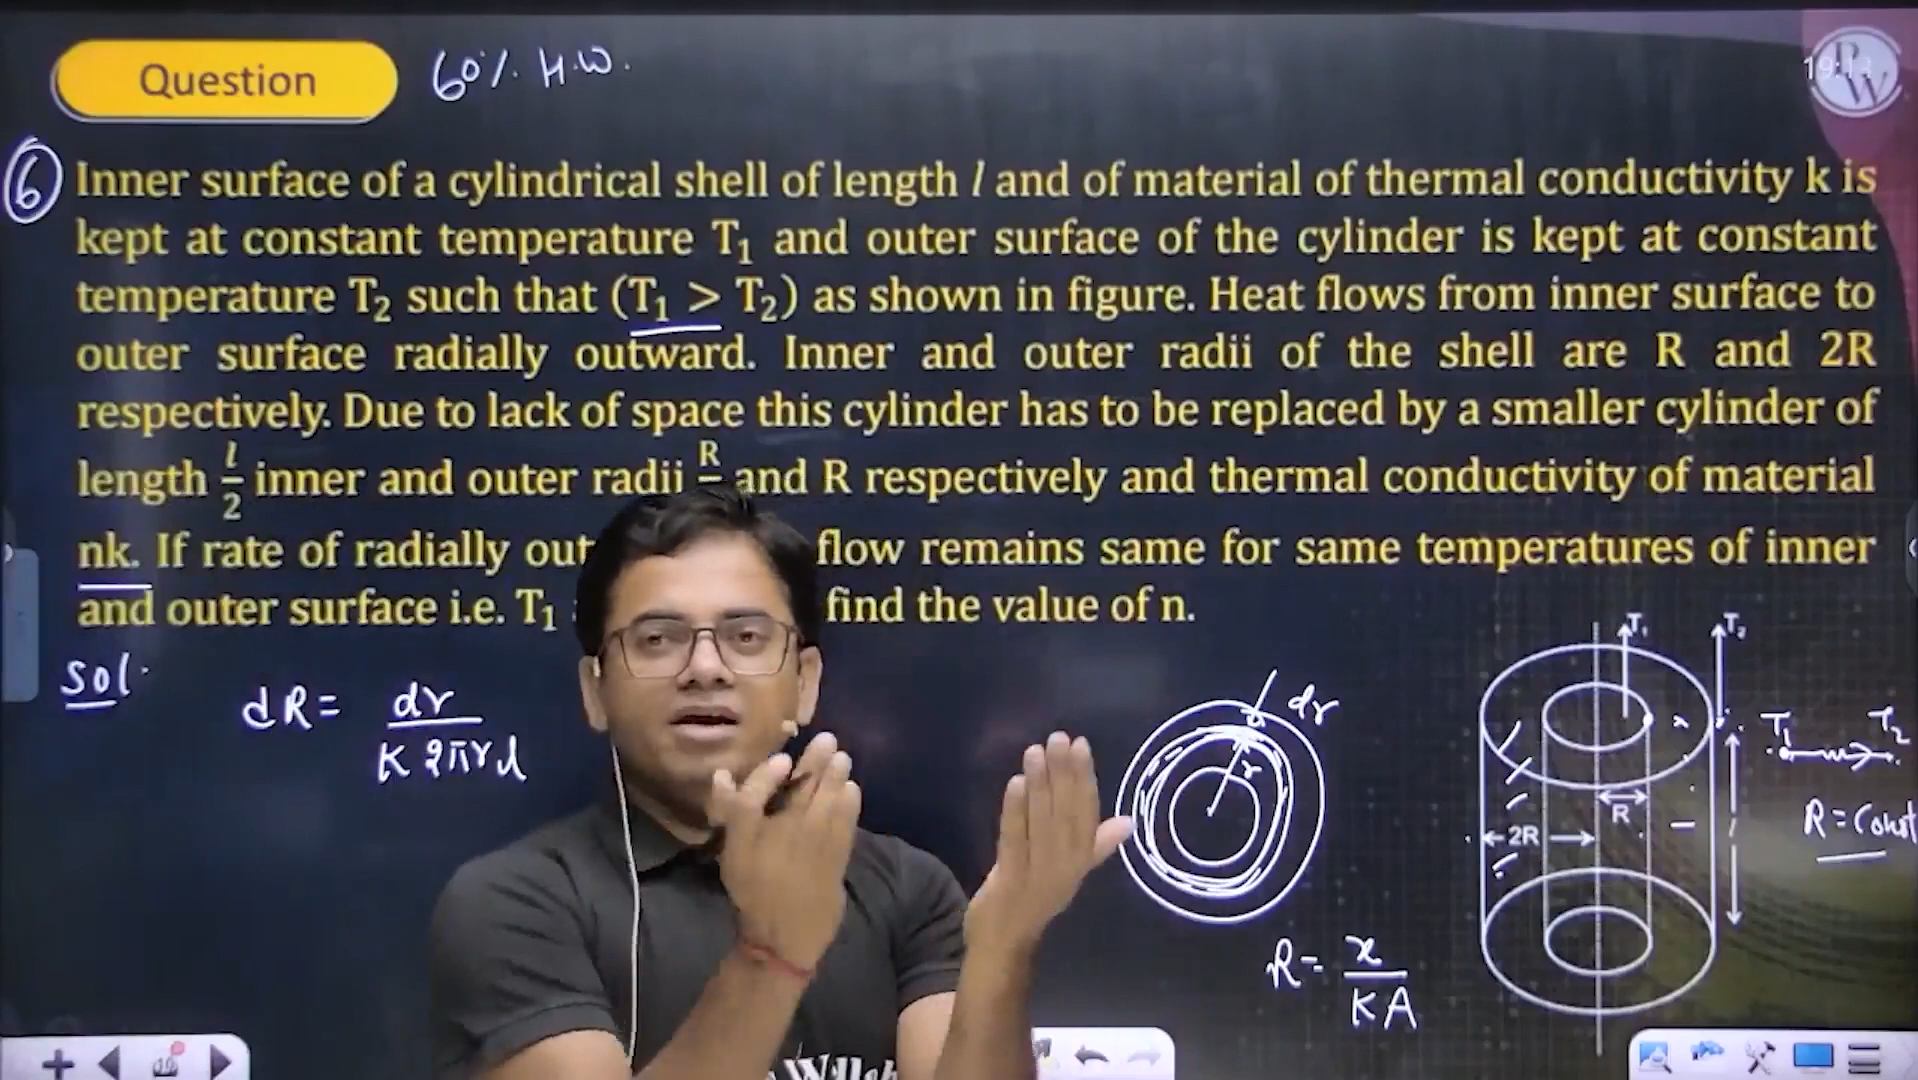 Question
60% H.W.
19:13
PW
6 Inner surface of a cylindrical shell of length l and of material of thermal conductivity k is
kept at constant temperature T₁ and outer surface of the cylinder is kept at constant
temperature T₂ such that (T₁ > T₂) as shown in figure. Heat flows from inner surface to
outer surface radially outward. Inner and outer radii of the shell are R and 2R
respectively. Due to lack of space this cylinder has to be replaced by a smaller cylinder of
length l/2 inner and outer radii R and R respectively and thermal conductivity of material
nk. If rate of radially flow remains same for same temperatures of inner
and outer surface i.e. T₁ find the value of n.
Sol.
dR = dr / K 2πrl
dr
r
T₁ T₂
T₁ T₂
x
R
2R
l
R = Const
R = x / KA